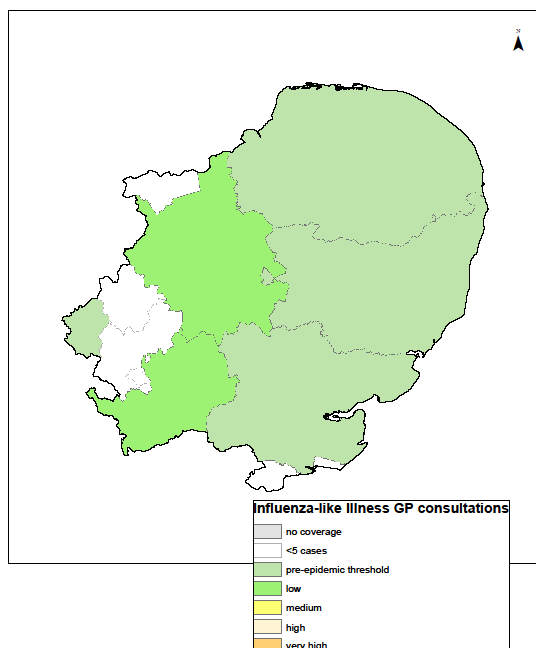 N
Influenza-like Illness GP consultations
no coverage
<5 cases
pre-epidemic threshold
low
medium
high
very high